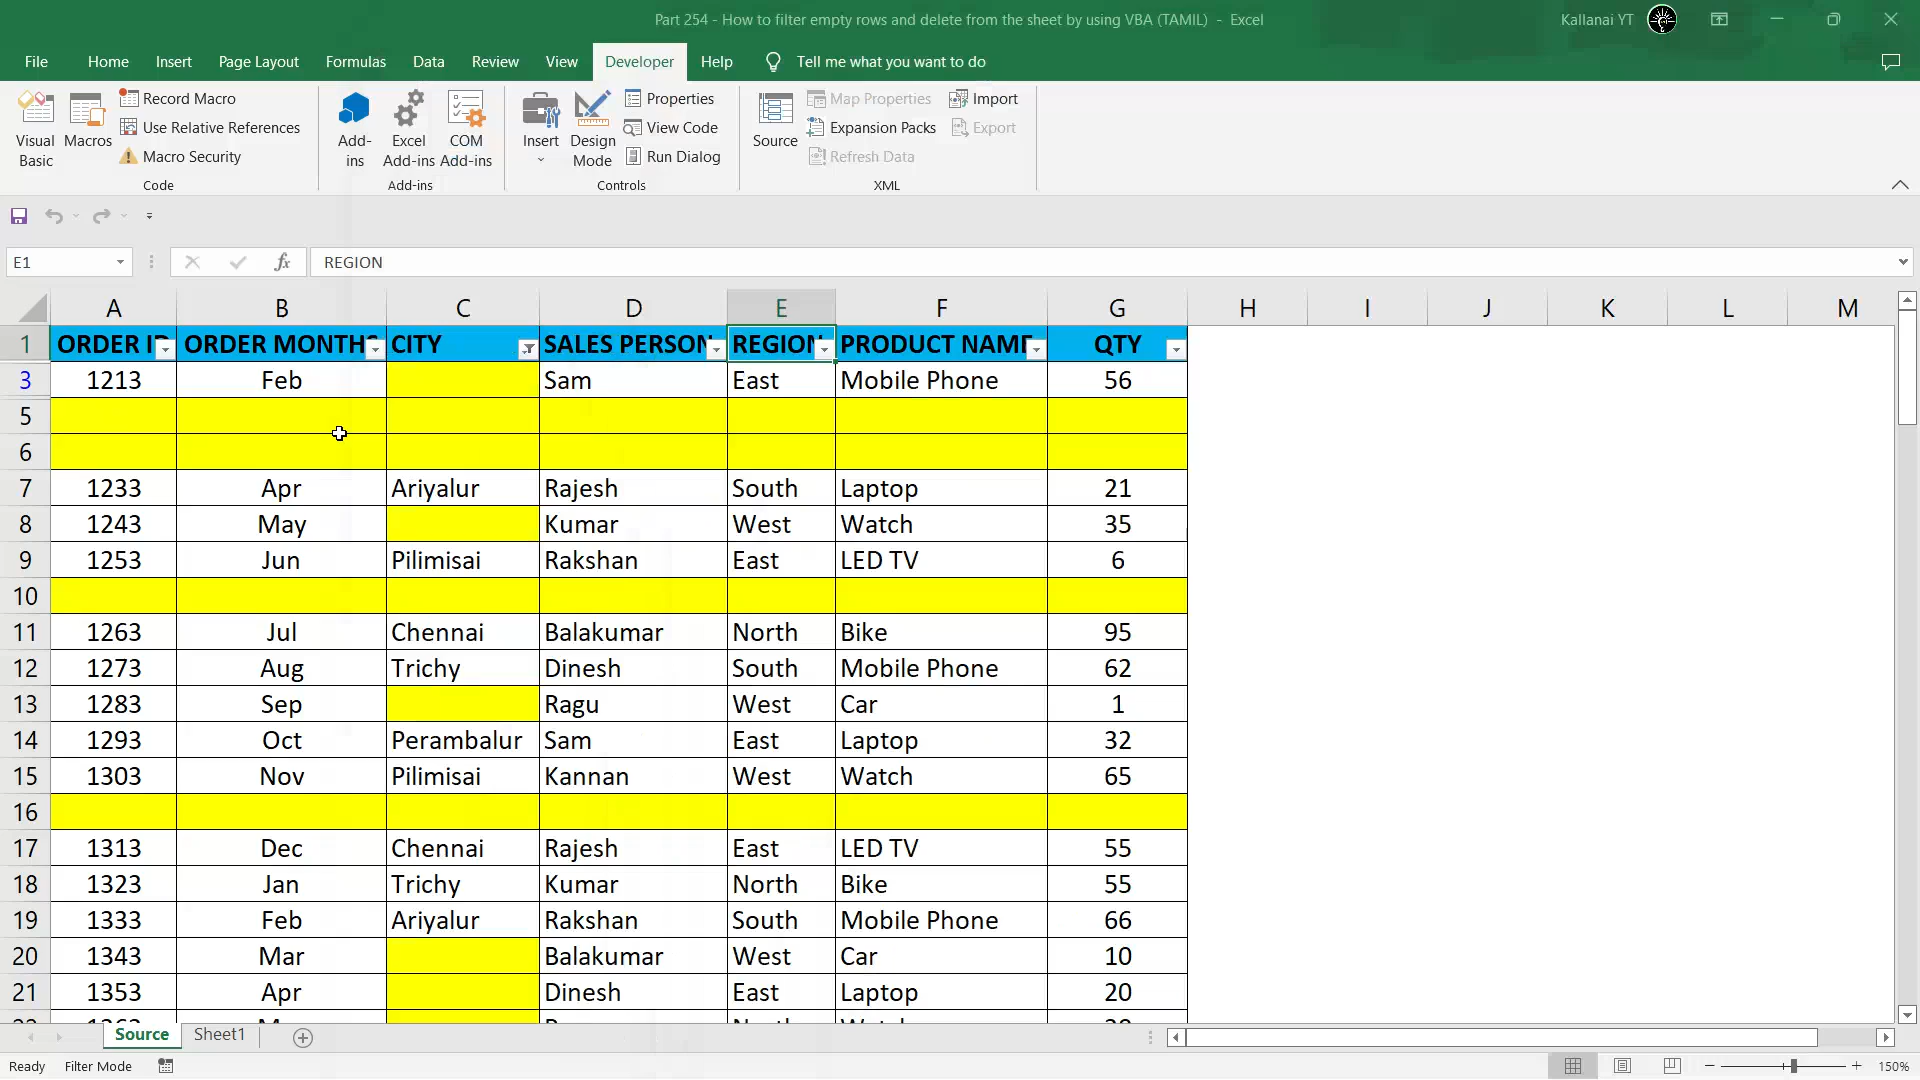 Part 254 - How to filter empty rows and delete from the sheet by using VBA (TAMIL) - Excel
Kallanai YT
File Home Insert Page Layout Formulas Data Review View Developer Help Tell me what you want to do
Visual Basic
Macros
Record Macro
Use Relative References
Macro Security
Code
Add-ins
Excel Add-ins
COM Add-ins
Add-ins
Insert
Design Mode
Properties
View Code
Run Dialog
Controls
Source
Map Properties
Expansion Packs
Refresh Data
Import
Export
XML
E1 fx REGION
A B C D E F G H I J K L M
1 ORDER ID ORDER MONTHS CITY SALES PERSON REGION PRODUCT NAME QTY
3 1213 Feb Sam East Mobile Phone 56
5
6
7 1233 Apr Ariyalur Rajesh South Laptop 21
8 1243 May Kumar West Watch 35
9 1253 Jun Pilimisai Rakshan East LED TV 6
10
11 1263 Jul Chennai Balakumar North Bike 95
12 1273 Aug Trichy Dinesh South Mobile Phone 62
13 1283 Sep Ragu West Car 1
14 1293 Oct Perambalur Sam East Laptop 32
15 1303 Nov Pilimisai Kannan West Watch 65
16
17 1313 Dec Chennai Rajesh East LED TV 55
18 1323 Jan Trichy Kumar North Bike 55
19 1333 Feb Ariyalur Rakshan South Mobile Phone 66
20 1343 Mar Balakumar West Car 10
21 1353 Apr Dinesh East Laptop 20
Source Sheet1
Ready Filter Mode 150%